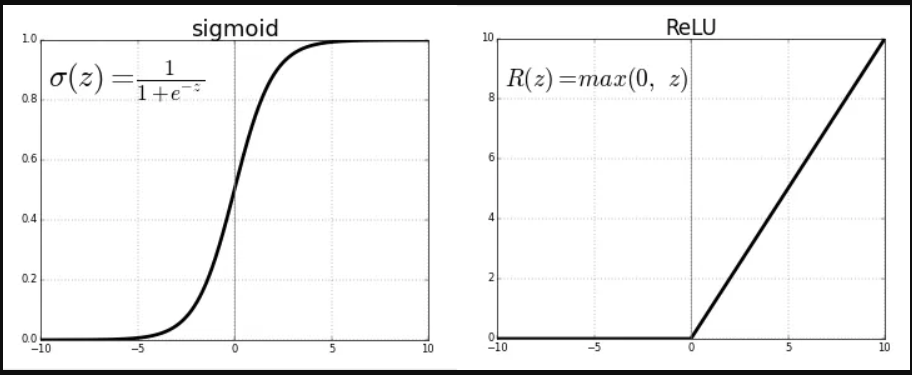 sigmoid
σ(z) = 1/(1+e^{-z})
1.0
0.8
0.6
0.4
0.2
0.0
−10 −5 0 5 10
ReLU
R(z) = max(0, z)
10
8
6
4
2
0
−10 −5 0 5 10